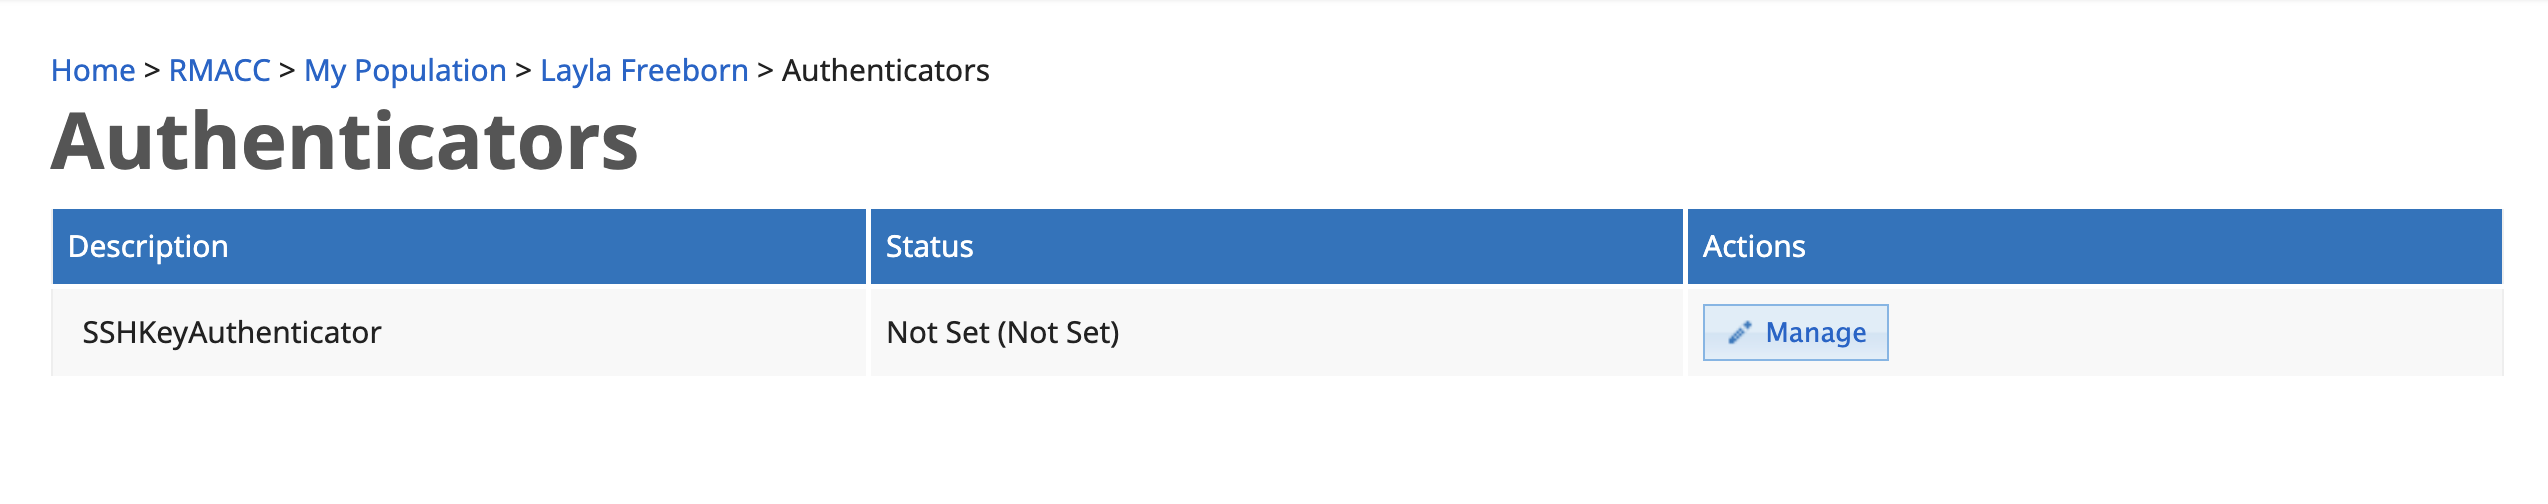 Home > RMACC > My Population > Layla Freeborn > Authenticators
Authenticators
Description Status Actions
SSHKeyAuthenticator Not Set (Not Set) Manage